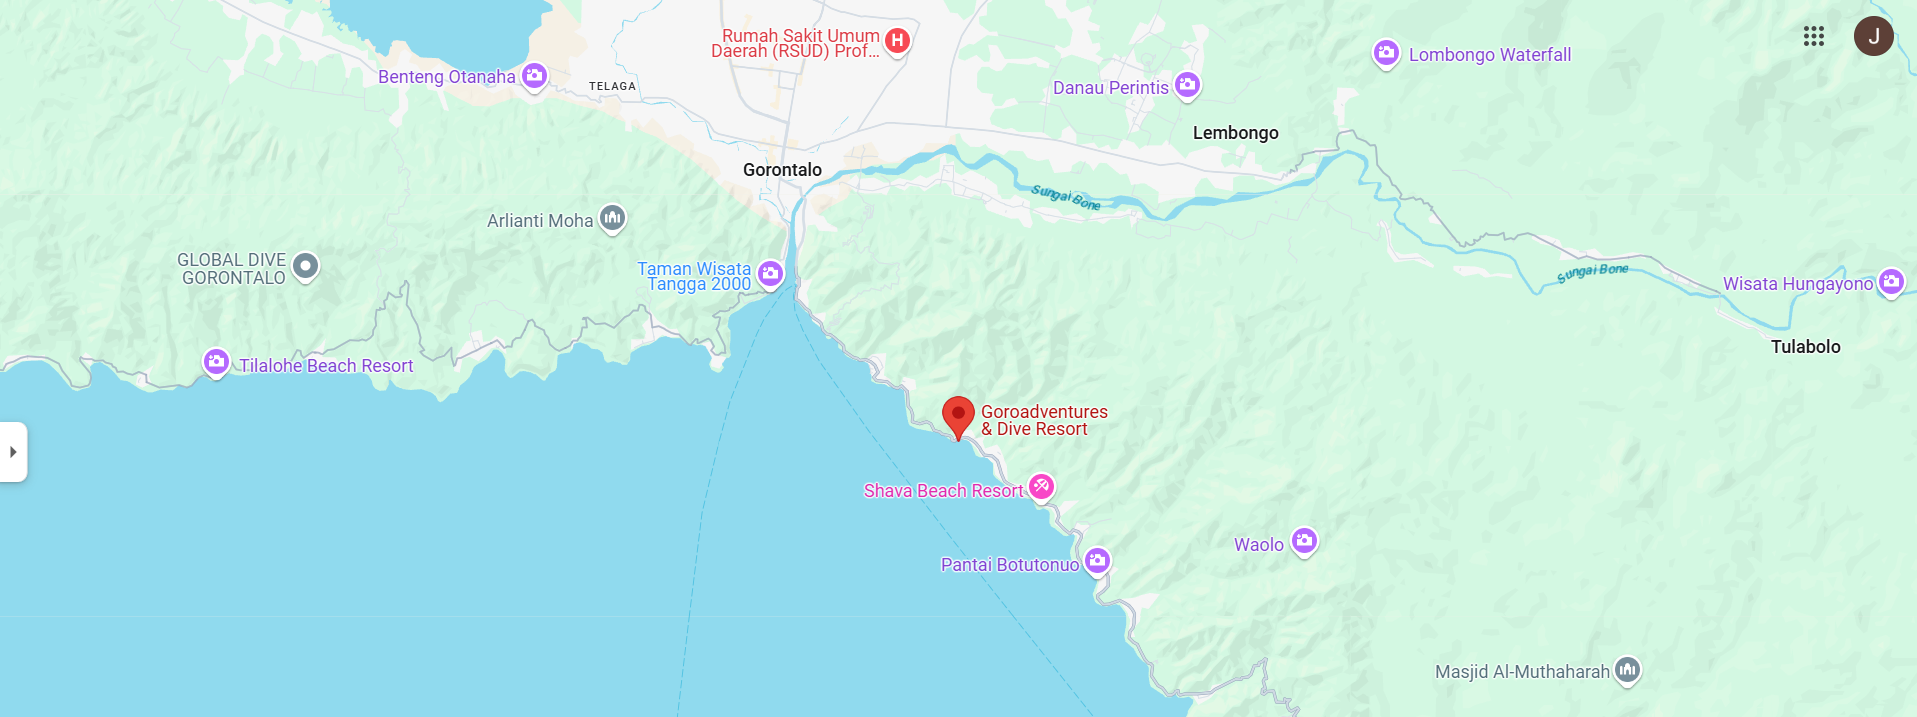 Rumah Sakit Umum
Daerah (RSUD) Prof...
H
J
Lombongo Waterfall
Benteng Otanaha
TELAGA
Danau Perintis
Lembongo
Gorontalo
Sungai Bone
Arlianti Moha
GLOBAL DIVE
GORONTALO
Taman Wisata
Tangga 2000
Sungai Bone
Wisata Hungayono
Tulabolo
Tilalohe Beach Resort
Goroadventures
& Dive Resort
Shava Beach Resort
Waolo
Pantai Botutonuo
Masjid Al-Muthaharah